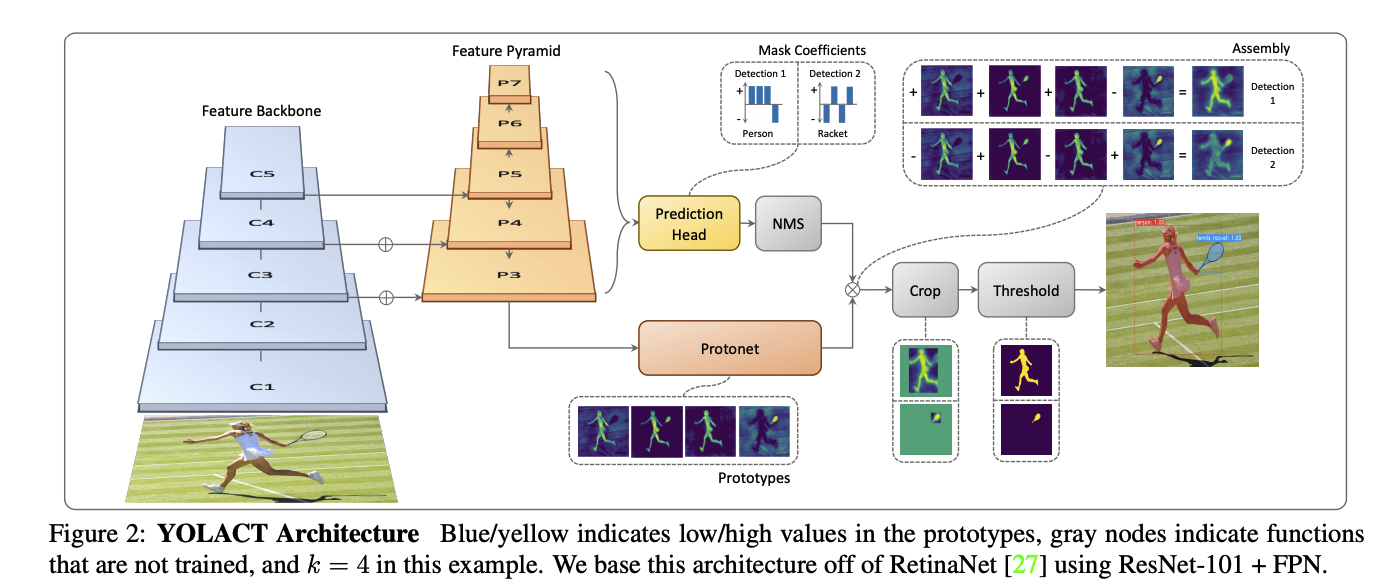 Feature Backbone
C5
C4
C3
C2
C1
Feature Pyramid
P7
P6
P5
P4
P3
Mask Coefficients
Detection 1
+
-
Person
Detection 2
+
-
Racket
Assembly
+ + + - = Detection 1
- + - + = Detection 2
Prediction Head
NMS
Protonet
Prototypes
Crop
Threshold
person: 1.00
tennis racket: 1.00
Figure 2: YOLACT Architecture Blue/yellow indicates low/high values in the prototypes, gray nodes indicate functions
that are not trained, and k = 4 in this example. We base this architecture off of RetinaNet [27] using ResNet-101 + FPN.